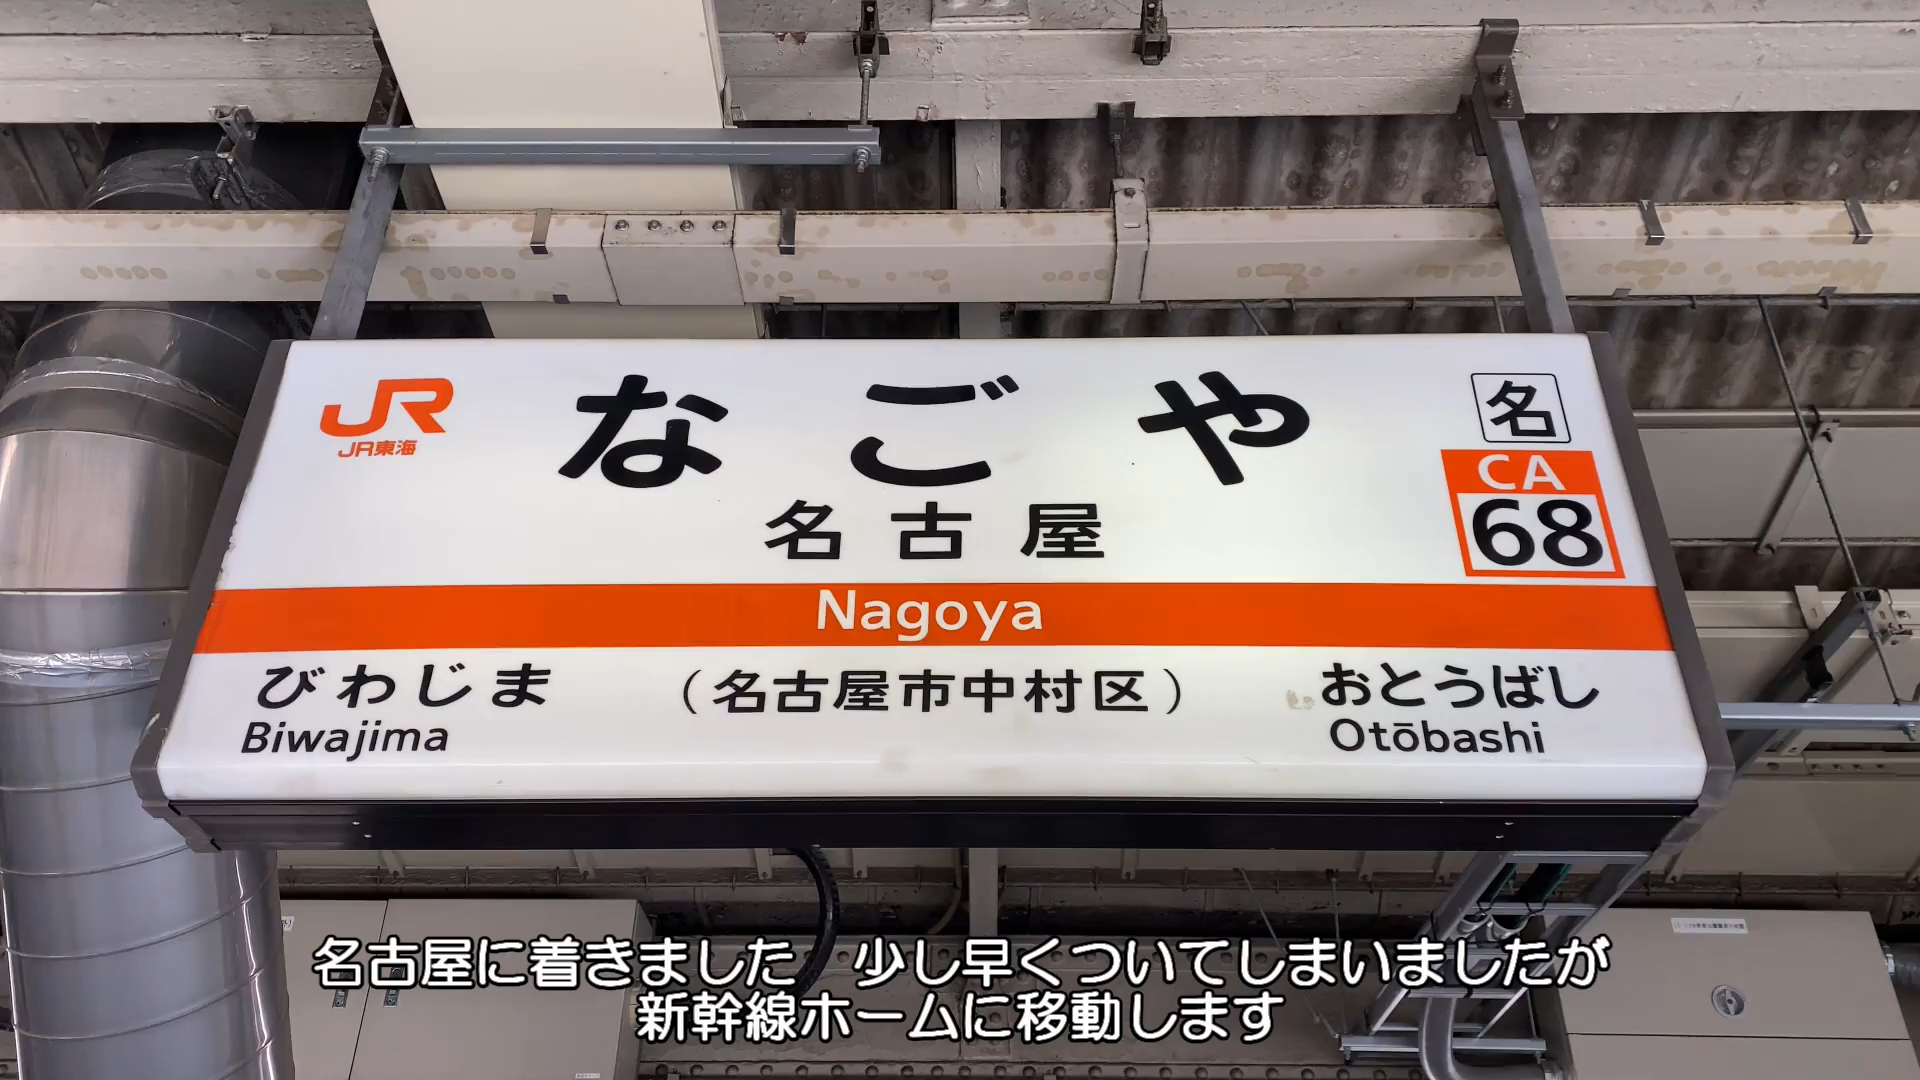 JR
JR東海
なごや
名
CA
68
名古屋
Nagoya
びわじま
Biwajima
(名古屋市中村区)
おとうばし
Otōbashi
名古屋に着きました 少し早くついてしまいましたが
新幹線ホームに移動します